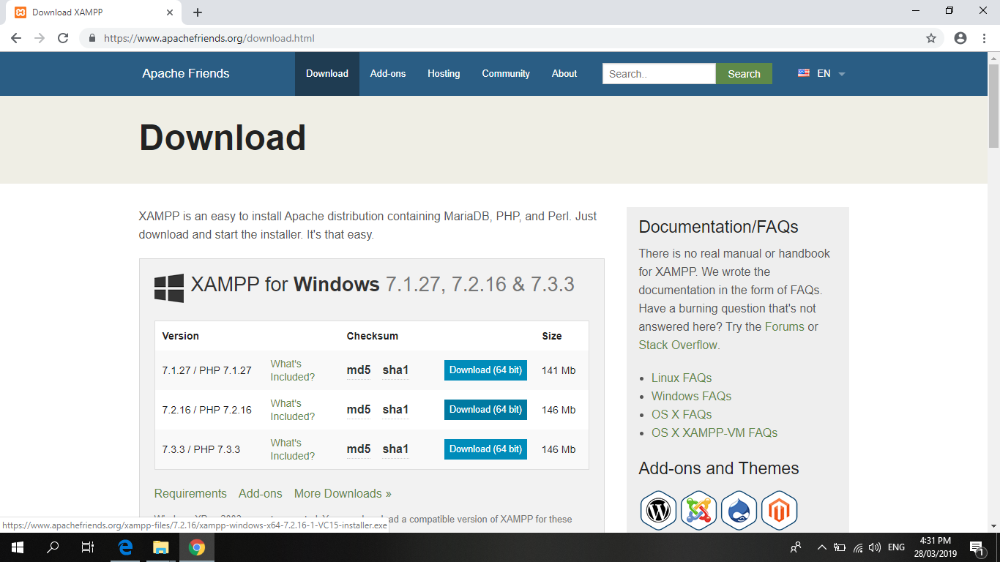 Download XAMPP
https://www.apachefriends.org/download.html
Apache Friends Download Add-ons Hosting Community About Search.. Search EN
Download
XAMPP is an easy to install Apache distribution containing MariaDB, PHP, and Perl. Just
download and start the installer. It's that easy.
XAMPP for Windows 7.1.27, 7.2.16 & 7.3.3
Version Checksum Size
7.1.27 / PHP 7.1.27 What's
Included? md5 sha1 Download (64 bit) 141 Mb
7.2.16 / PHP 7.2.16 What's
Included? md5 sha1 Download (64 bit) 146 Mb
7.3.3 / PHP 7.3.3 What's
Included? md5 sha1 Download (64 bit) 146 Mb
Requirements Add-ons More Downloads »
a compatible version of XAMPP for these
https://www.apachefriends.org/xampp-files/7.2.16/xampp-windows-x64-7.2.16-1-VC15-installer.exe
Documentation/FAQs
There is no real manual or handbook
for XAMPP. We wrote the
documentation in the form of FAQs.
Have a burning question that's not
answered here? Try the Forums or
Stack Overflow.
Linux FAQs
Windows FAQs
OS X FAQs
OS X XAMPP-VM FAQs
Add-ons and Themes
ENG
4:31 PM
28/03/2019
1